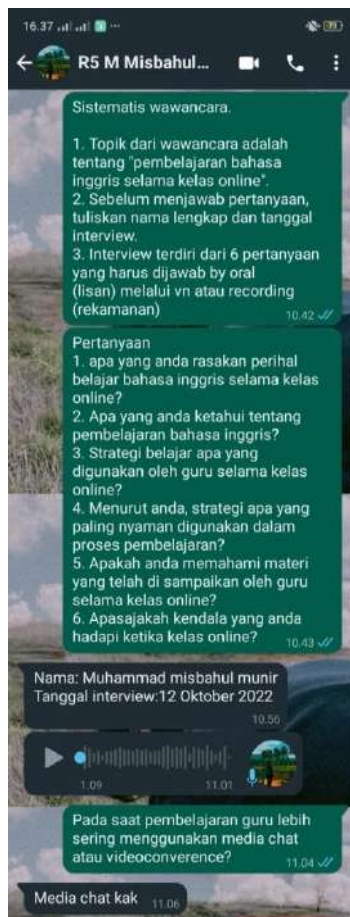 16.37
R5 M Misbahul...
Sistematis wawancara.
1. Topik dari wawancara adalah
tentang "pembelajaran bahasa
inggris selama kelas online".
2. Sebelum menjawab pertanyaan,
tuliskan nama lengkap dan tanggal
interview.
3. Interview terdiri dari 6 pertanyaan
yang harus dijawab by oral
(lisan) melalui vn atau recording
(rekamanan)
10.42
Pertanyaan
1. apa yang anda rasakan perihal
belajar bahasa inggris selama kelas
online?
2. Apa yang anda ketahui tentang
pembelajaran bahasa inggris?
3. Strategi belajar apa yang
digunakan oleh guru selama kelas
online?
4. Menurut anda, strategi apa yang
paling nyaman digunakan dalam
proses pembelajaran?
5. Apakah anda memahami materi
yang telah di sampaikan oleh guru
selama kelas online?
6. Apasajakah kendala yang anda
hadapi ketika kelas online?
10.43
Nama: Muhammad misbahul munir
Tanggal interview:12 Oktober 2022
10.56
1.09
11.01
Pada saat pembelajaran guru lebih
sering menggunakan media chat
atau videoconverence?
11.04
Media chat kak
11.06